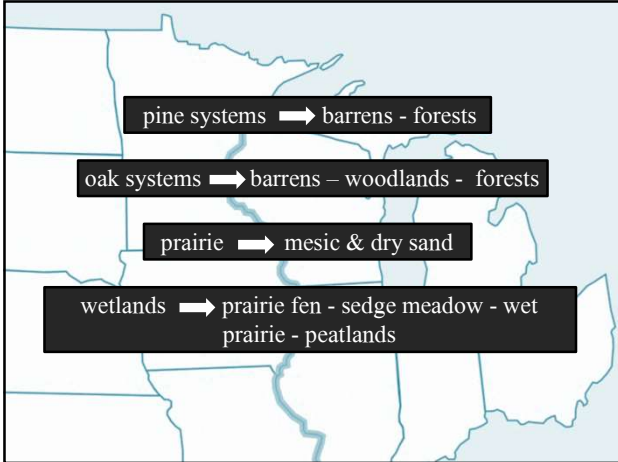 pine systems ➡ barrens - forests
oak systems ➡ barrens – woodlands - forests
prairie ➡ mesic & dry sand
wetlands ➡ prairie fen - sedge meadow - wet
prairie - peatlands